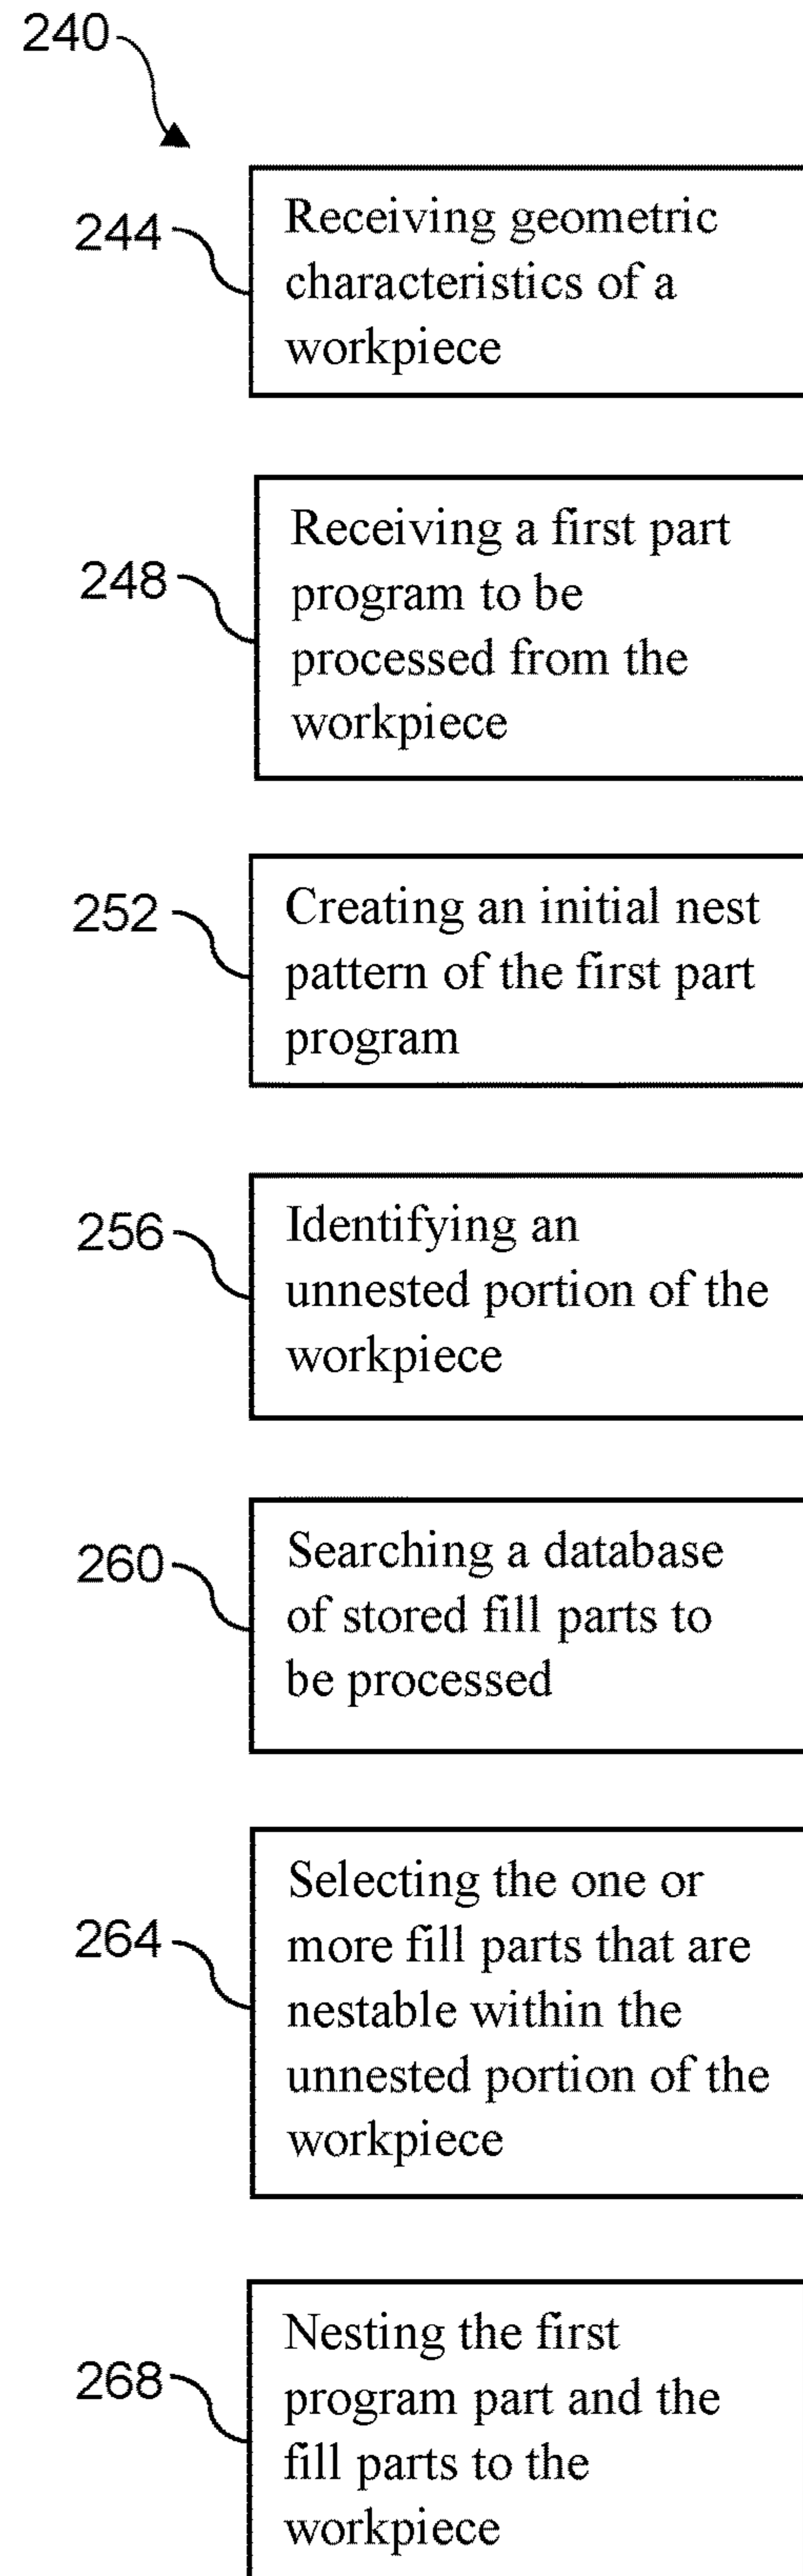 240
244
Receiving geometric
characteristics of a
workpiece
248
Receiving a first part
program to be
processed from the
workpiece
252
Creating an initial nest
pattern of the first part
program
256
Identifying an
unnested portion of the
workpiece
260
Searching a database
of stored fill parts to
be processed
264
Selecting the one or
more fill parts that are
nestable within the
unnested portion of the
workpiece
268
Nesting the first
program part and the
fill parts to the
workpiece